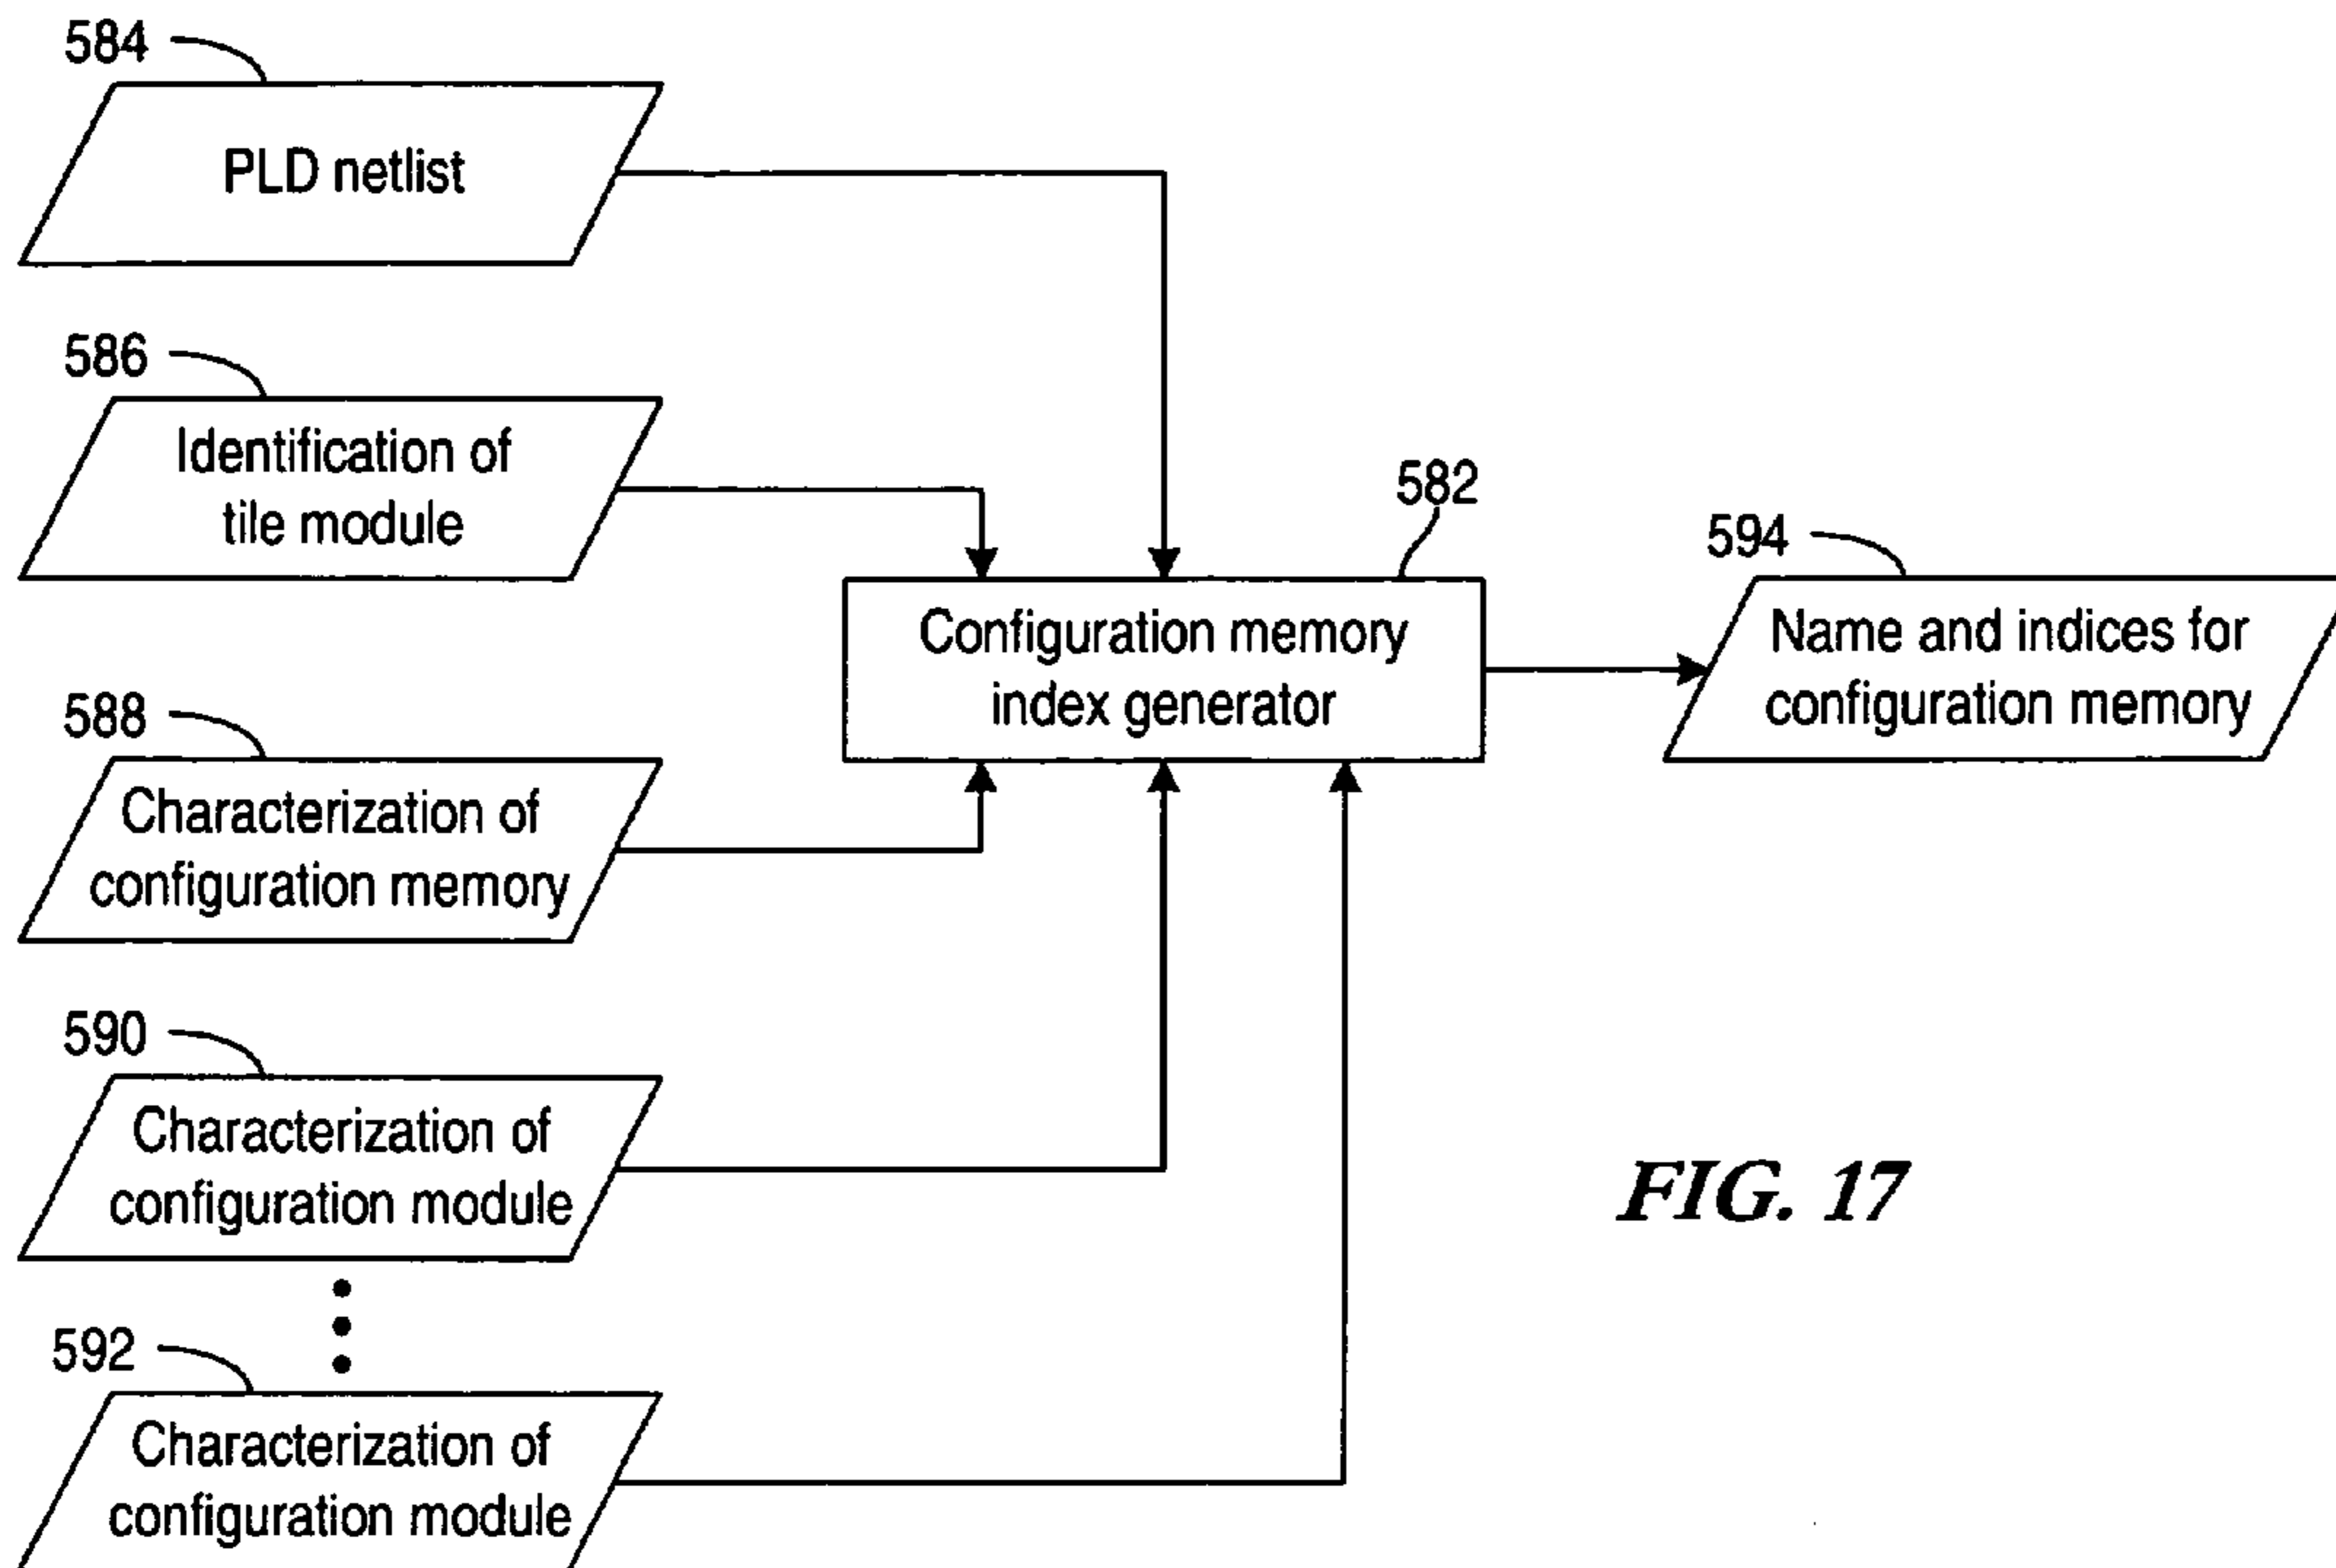 584
PLD netlist
586
Identification of
tile module
582
Configuration memory
index generator
594
Name and indices for
configuration memory
588
Characterization of
configuration memory
590
Characterization of
configuration module
592
Characterization of
configuration module
FIG. 17